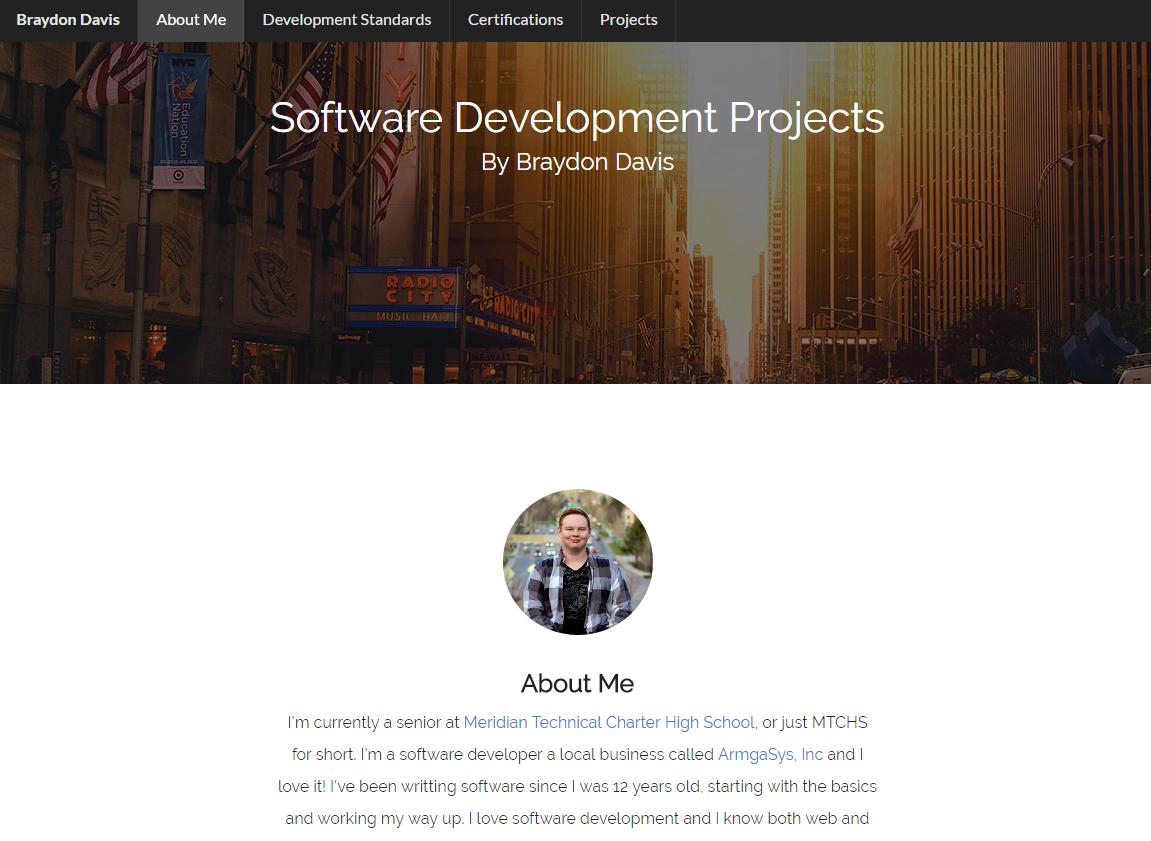 Braydon Davis About Me Development Standards Certifications Projects
Software Development Projects
By Braydon Davis
NYC
Education
Nation
RADIO
CITY
MUSIC HALL
RADIO CITY
Subway
About Me
I'm currently a senior at Meridian Technical Charter High School, or just MTCHS
for short. I'm a software developer a local business called ArmgaSys, Inc and I
love it! I've been writting software since I was 12 years old, starting with the basics
and working my way up. I love software development and I know both web and